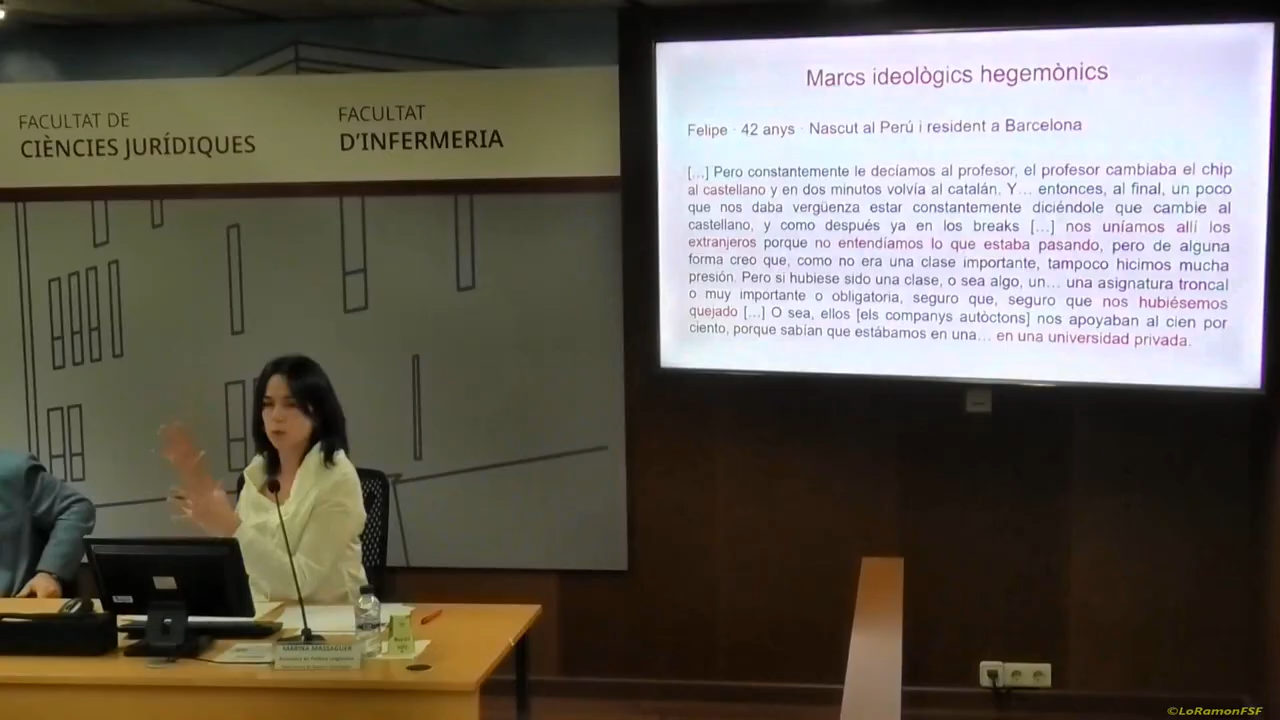 FACULTAT DE
CIÈNCIES JURÍDIQUES
FACULTAT
D'INFERMERIA
Marcs ideològics hegemònics
Felipe · 42 anys · Nascut al Perú i resident a Barcelona
[...] Pero constantemente le decíamos al profesor, el profesor cambiaba el chip
al castellano y en dos minutos volvía al catalán. Y... entonces, al final, un poco
que nos daba vergüenza estar constantemente diciéndole que cambie al
castellano, y como después ya en los breaks [...] nos uníamos allí los
extranjeros porque no entendíamos lo que estaba pasando, pero de alguna
forma creo que, como no era una clase importante, tampoco hicimos mucha
presión. Pero si hubiese sido una clase, o sea algo, un... una asignatura troncal
o muy importante o obligatoria, seguro que, seguro que nos hubiésemos
quejado [...] O sea, ellos [els companys autòctons] nos apoyaban al cien por
ciento, porque sabían que estábamos en una... en una universidad privada.
MARINA MASSAGUER
©LoRamonFSF